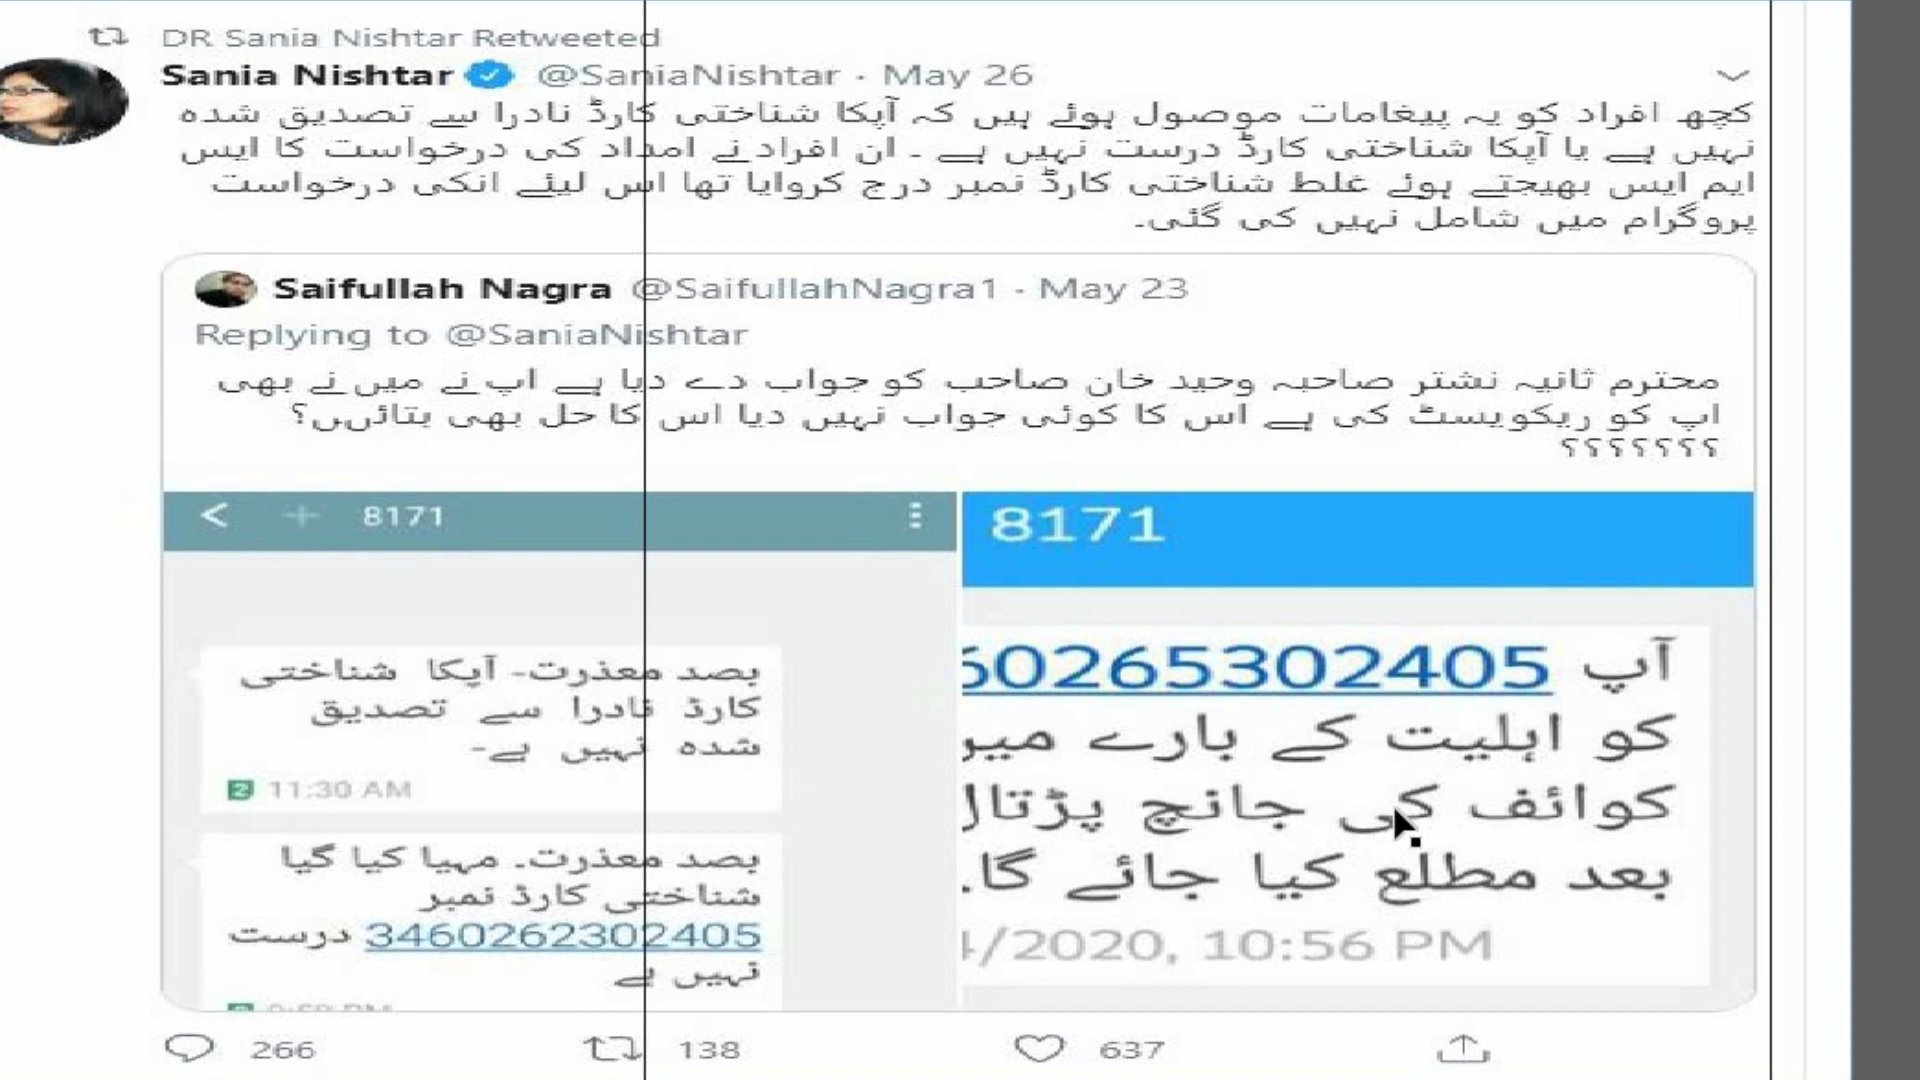 DR Sania Nishtar Retweeted
Sania Nishtar @SaniaNishtar · May 26
کچھ افراد کو یہ پیغامات موصول ہوئے ہیں کہ آپکا شناختی کارڈ نادرا سے تصدیق شدہ
نہیں ہے یا آپکا شناختی کارڈ درست نہیں ہے ۔ ان افراد نے امداد کی درخواست کا ایس
ایم ایس بھیجتے ہوئے غلط شناختی کارڈ نمبر درج کروایا تھا اس لیئے انکی درخواست
پروگرام میں شامل نہیں کی گئی۔
Saifullah Nagra @SaifullahNagra1 · May 23
Replying to @SaniaNishtar
محترم ثانیہ نشتر صاحبہ وحید خان صاحب کو جواب دے دیا ہے اپ نے میں نے بھی
اپ کو ریکویسٹ کی ہے اس کا کوئی جواب نہیں دیا اس کا حل بھی بتائںں؟
؟؟؟؟؟؟؟
8171
بصد معذرت- آپکا شناختی
کارڈ نادرا سے تصدیق
شدہ نہیں ہے-
2 11:30 AM
بصد معذرت۔ مہیا کیا گیا
شناختی کارڈ نمبر
3460262302405 درست
نہیں ہے
8171
آپ 60265302405
کو اہلیت کے بارے میں
کوائف کی جانچ پڑتال
بعد مطلع کیا جائے گا۔
4/2020, 10:56 PM
266 138 637